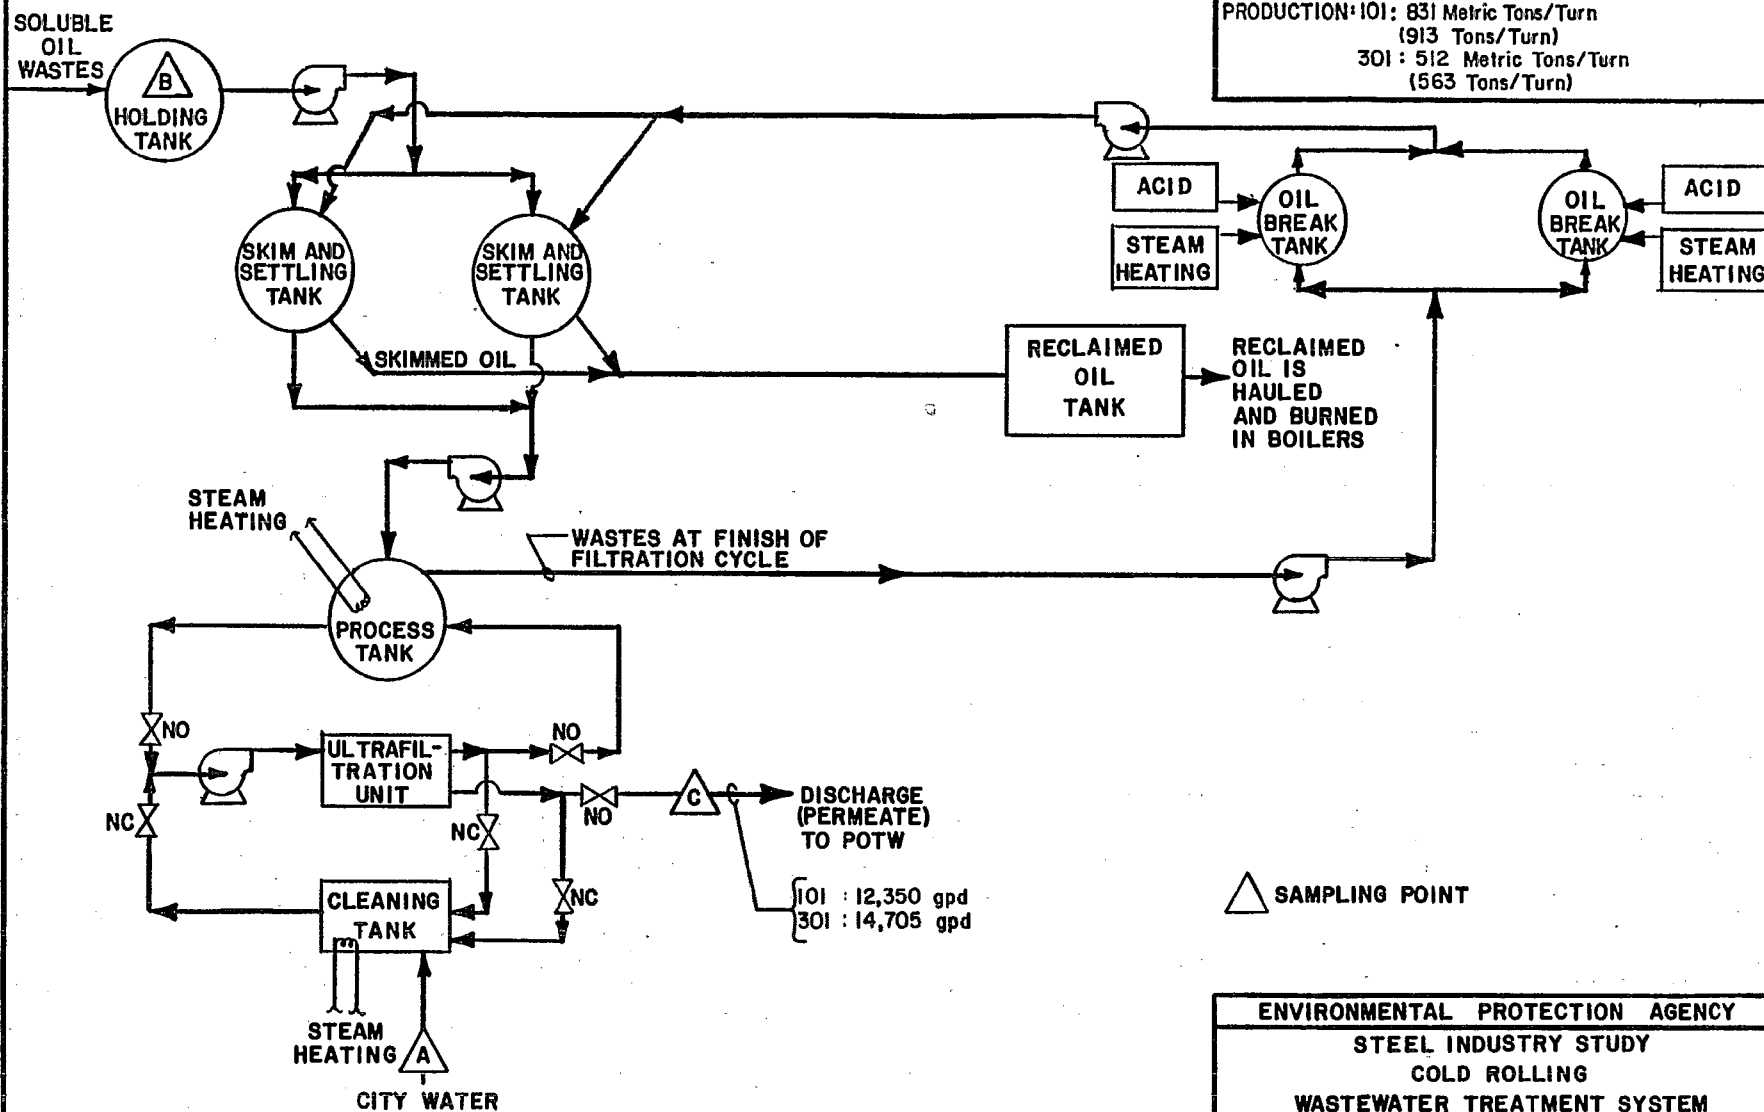 SOLUBLE
OIL
WASTES
B
HOLDING
TANK
PRODUCTION: 101: 831 Metric Tons/Turn
(913 Tons/Turn)
301: 512 Metric Tons/Turn
(563 Tons/Turn)
SKIM AND
SETTLING
TANK
SKIM AND
SETTLING
TANK
ACID
STEAM
HEATING
OIL
BREAK
TANK
OIL
BREAK
TANK
ACID
STEAM
HEATING
SKIMMED OIL
RECLAIMED
OIL
TANK
RECLAIMED
OIL IS
HAULED
AND BURNED
IN BOILERS
STEAM
HEATING
WASTES AT FINISH OF
FILTRATION CYCLE
PROCESS
TANK
NO
ULTRAFIL-
TRATION
UNIT
NO
NC
NC
NO
C
DISCHARGE
(PERMEATE)
TO POTW
CLEANING
TANK
NC
101 : 12,350 gpd
301 : 14,705 gpd
SAMPLING POINT
STEAM
HEATING
A
CITY WATER
ENVIRONMENTAL PROTECTION AGENCY
STEEL INDUSTRY STUDY
COLD ROLLING
WASTEWATER TREATMENT SYSTEM